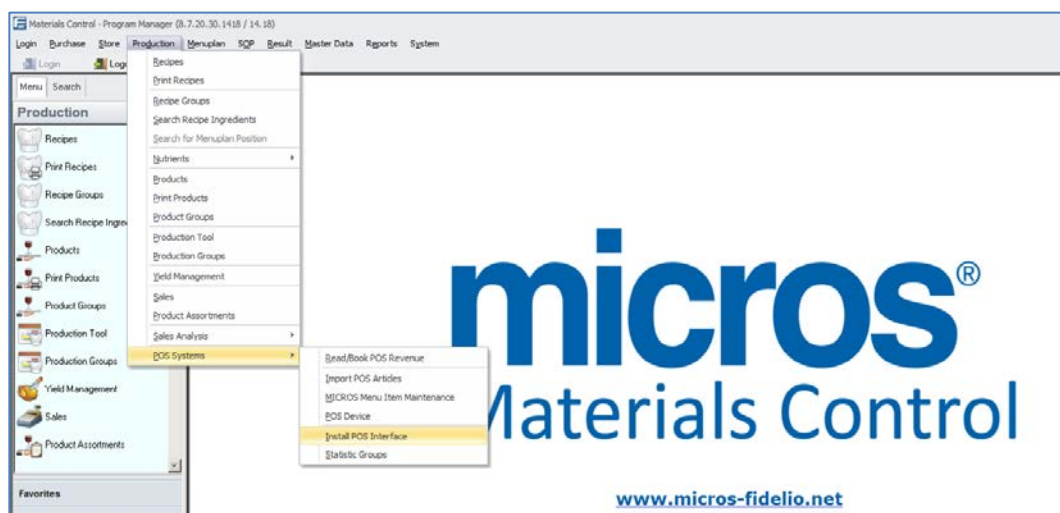 Materials Control - Program Manager (8.7.20.30.1418 / 14.18)
Login Purchase Store Production Menuplan SQP Result Master Data Reports System
Login
Menu Search
Production
Recipes
Print Recipes
Recipe Groups
Products
Print Products
Product Groups
Production Tool
Production Groups
Yield Management
Sales
Product Assortments
Favorites
Recipes
Print Recipes
Recipe Groups
Search Recipe Ingredients
Search for Menuplan Position
Nutrients
Products
Print Products
Product Groups
Production Tool
Production Groups
Yield Management
Sales
Product Assortments
Sales Analysis
POS Systems
Read/Book POS Revenue
Import POS Articles
MICROS Menu Item Maintenance
POS Device
Install POS Interface
Statistic Groups
micros®
Materials Control
www.micros-fidelio.net